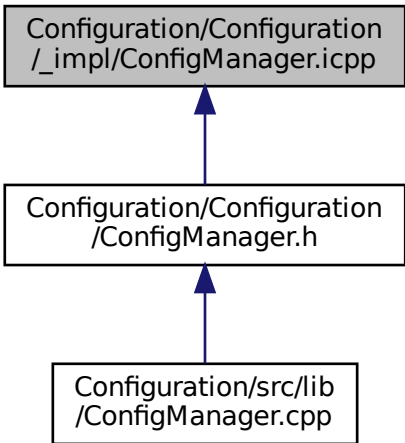 Configuration/Configuration
/_impl/ConfigManager.icpp
Configuration/Configuration
/ConfigManager.h
Configuration/src/lib
/ConfigManager.cpp